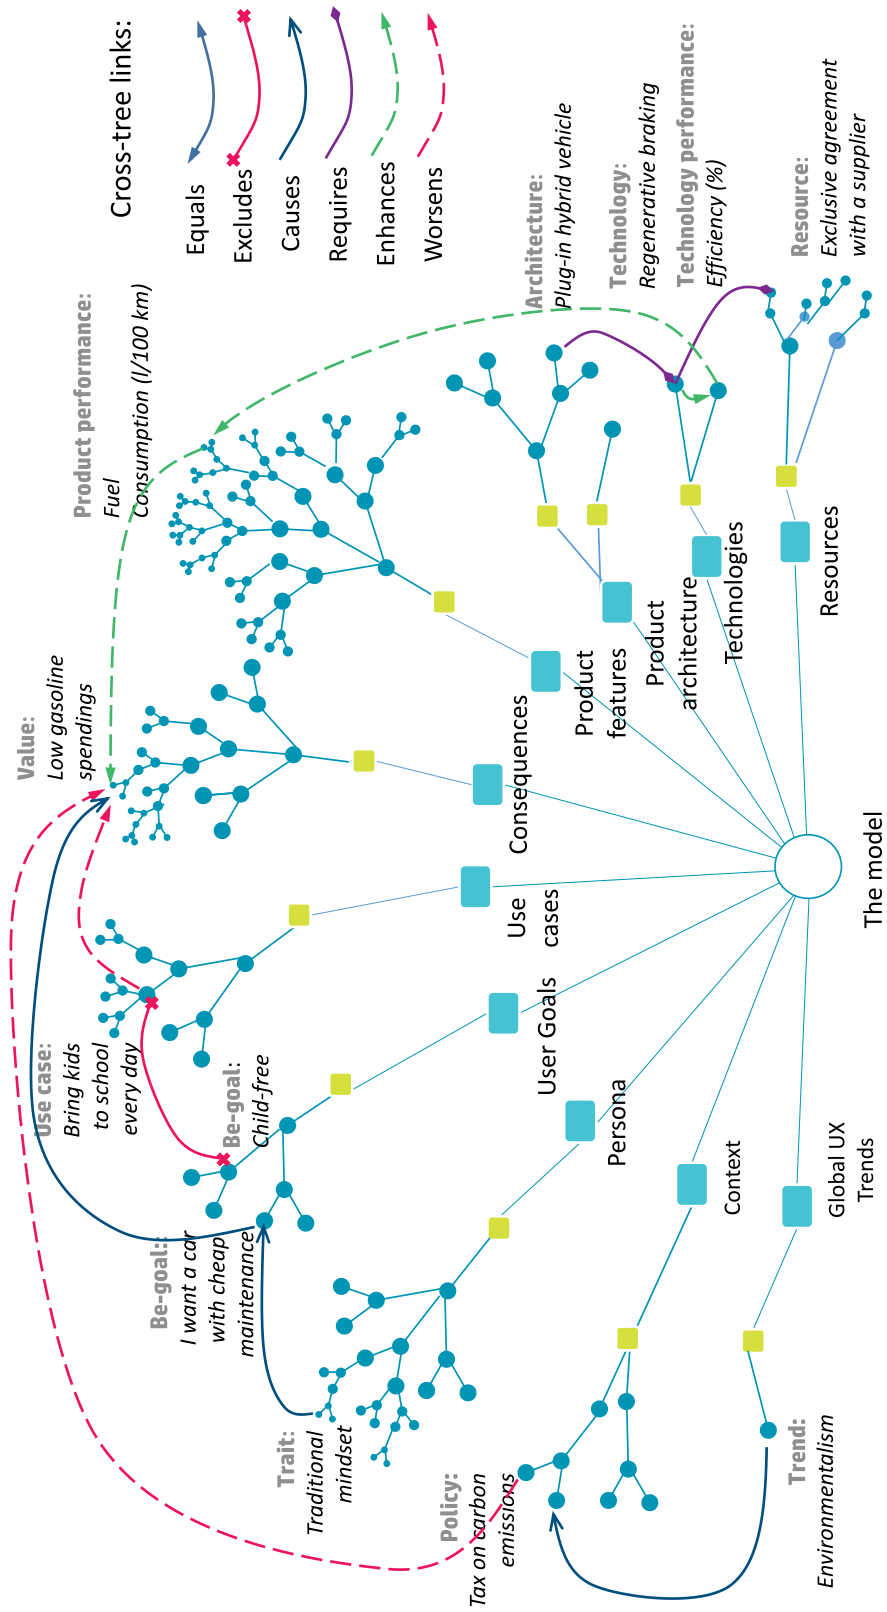 Cross-tree links:
Equals
Excludes
Causes
Requires
Enhances
Worsens
Trend:
Environmentalism
Policy:
Tax on carbon
emissions
Trait:
Traditional
mindset
Be-goal::
I want a car
with cheap
maintenance
Be-goal:
Child-free
Use case:
Bring kids
to school
every day
Value:
Low gasoline
spendings
Product performance:
Fuel
Consumption (l/100 km)
Architecture:
Plug-in hybrid vehicle
Technology:
Regenerative braking
Technology performance:
Efficiency (%)
Resource:
Exclusive agreement
with a supplier
Global UX
Trends
Context
Persona
User Goals
Use
cases
Consequences
Product
features
Product
architecture
Technologies
Resources
The model